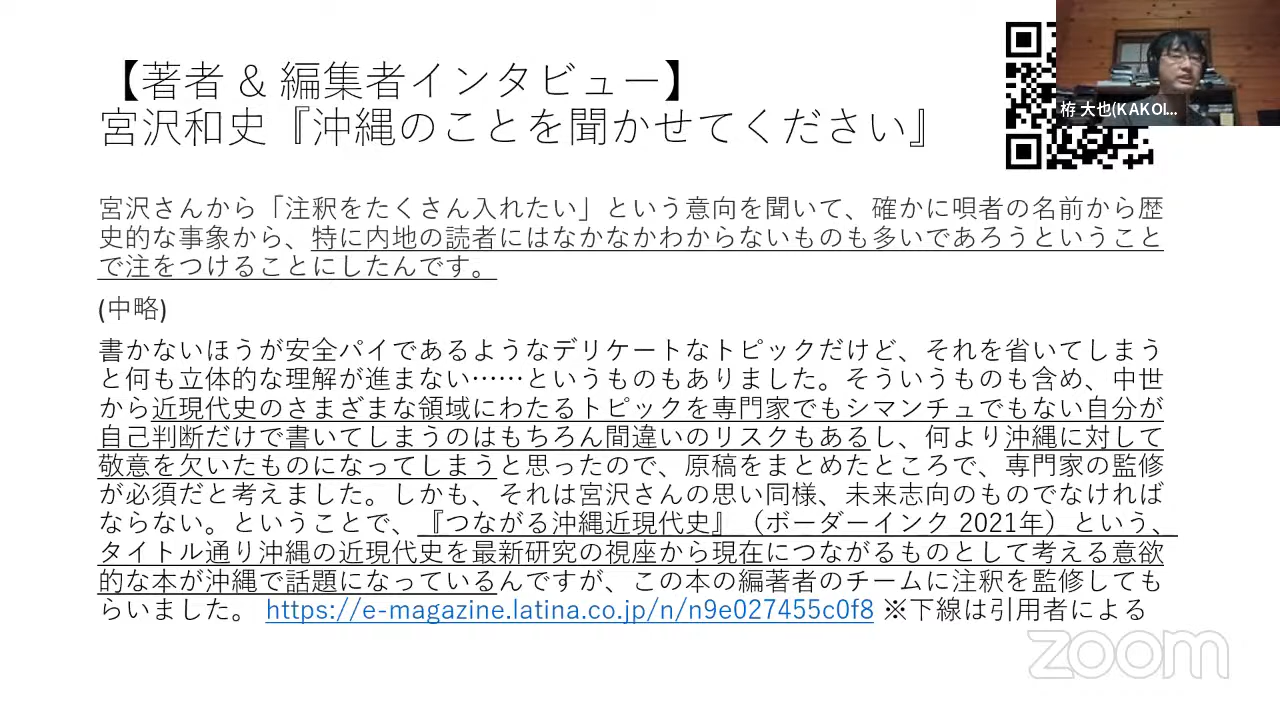 【著者 & 編集者インタビュー】
宮沢和史『沖縄のことを聞かせてください』
栫 大也(KAKOI...
宮沢さんから「注釈をたくさん入れたい」という意向を聞いて、確かに唄者の名前から歴
史的な事象から、特に内地の読者にはなかなかわからないものも多いであろうということ
で注をつけることにしたんです。
(中略)
書かないほうが安全パイであるようなデリケートなトピックだけど、それを省いてしまう
と何も立体的な理解が進まない……というものもありました。そういうものも含め、中世
から近現代史のさまざまな領域にわたるトピックを専門家でもシマンチュでもない自分が
自己判断だけで書いてしまうのはもちろん間違いのリスクもあるし、何より沖縄に対して
敬意を欠いたものになってしまうと思ったので、原稿をまとめたところで、専門家の監修
が必須だと考えました。しかも、それは宮沢さんの思い同様、未来志向のものでなければ
ならない。ということで、『つながる沖縄近現代史』（ボーダーインク 2021年）という、
タイトル通り沖縄の近現代史を最新研究の視座から現在につながるものとして考える意欲
的な本が沖縄で話題になっているんですが、この本の編著者のチームに注釈を監修しても
らいました。 https://e-magazine.latina.co.jp/n/n9e027455c0f8 ※下線は引用者による
zoom